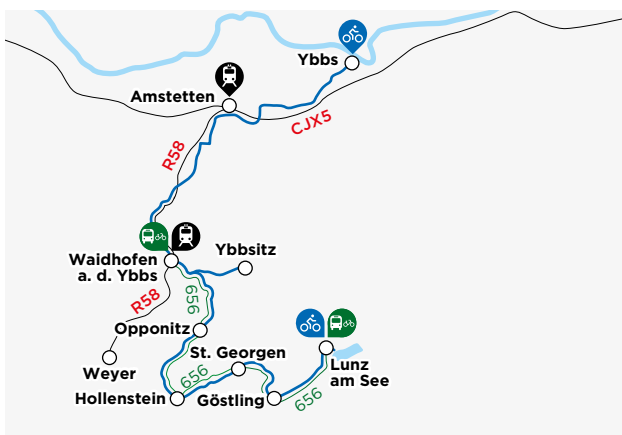 Ybbs
Amstetten
CJX5
R58
Waidhofen
a. d. Ybbs
Ybbsitz
R58
656
Opponitz
St. Georgen
Weyer
656
Lunz
am See
Hollenstein
Göstling
656